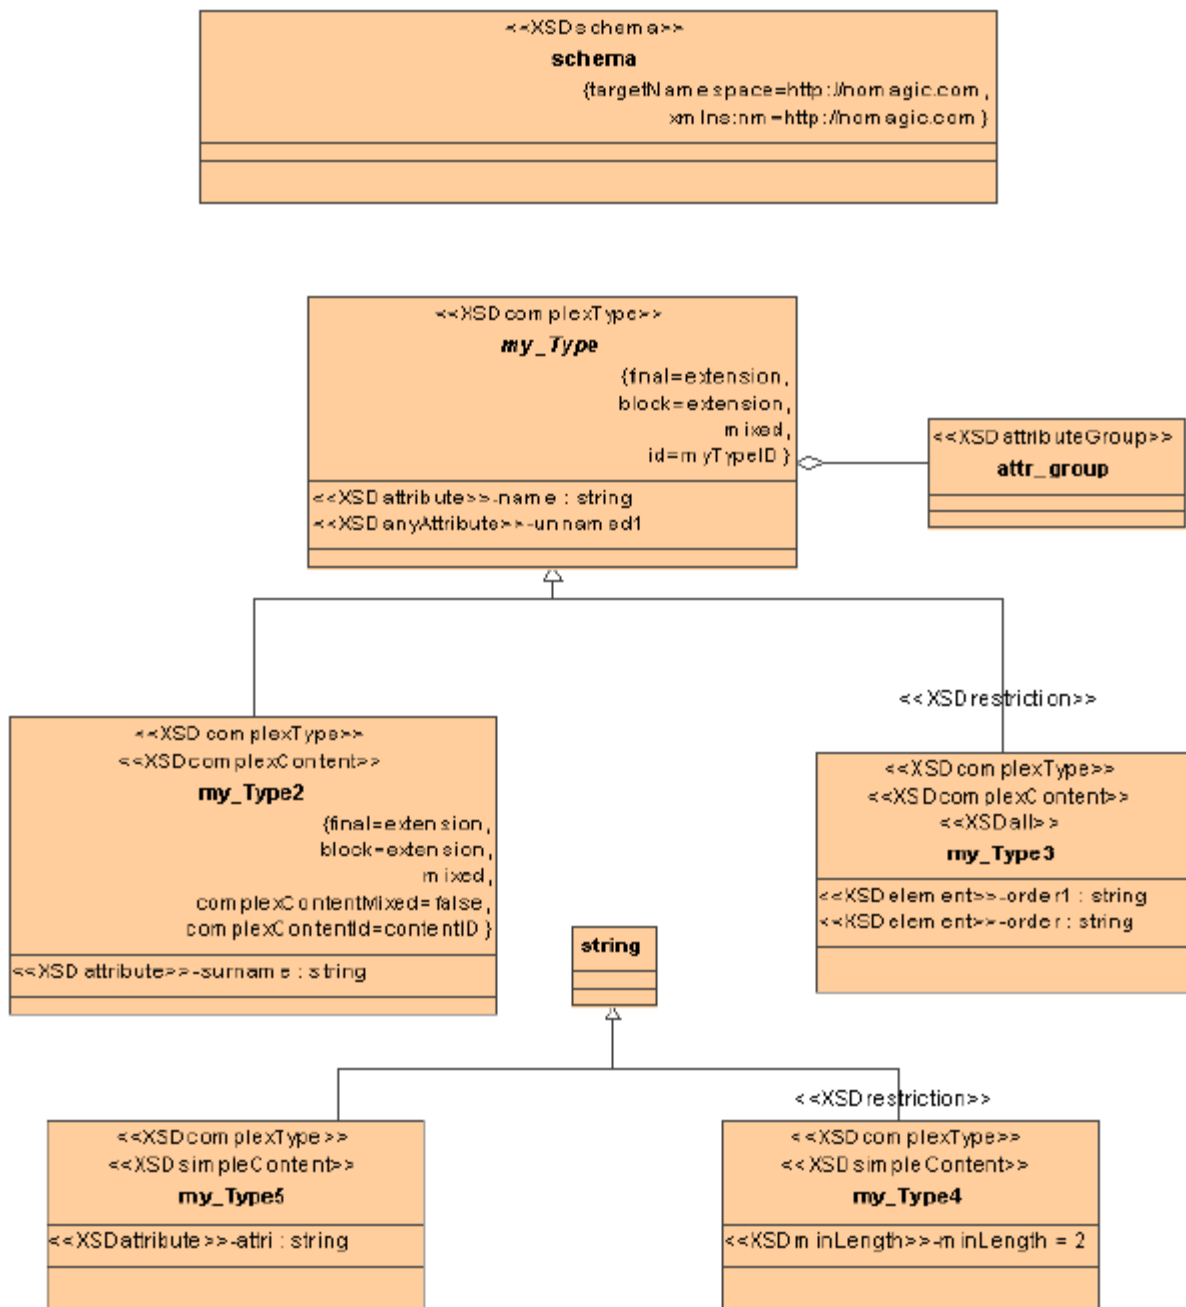 <<XSDschema>>
schema
{targetNamespace=http://nomagic.com,
xmlns:nm=http://nomagic.com}
<<XSDcomplexType>>
my_Type
{final=extension,
block=extension,
mixed,
id=myTypeID}
<<XSDattribute>>-name : string
<<XSDanyAttribute>>-unnamed1
<<XSDattributeGroup>>
attr_group
<<XSDcomplexType>>
<<XSDcomplexContent>>
my_Type2
{final=extension,
block=extension,
mixed,
complexContentMixed=false,
complexContentId=contentID}
<<XSDattribute>>-surname : string
<<XSDrestriction>>
<<XSDcomplexType>>
<<XSDcomplexContent>>
<<XSDall>>
my_Type3
<<XSDelement>>-order1 : string
<<XSDelement>>-order : string
string
<<XSDcomplexType>>
<<XSDsimpleContent>>
my_Type5
<<XSDattribute>>-attri : string
<<XSDrestriction>>
<<XSDcomplexType>>
<<XSDsimpleContent>>
my_Type4
<<XSDminLength>>-minLength = 2